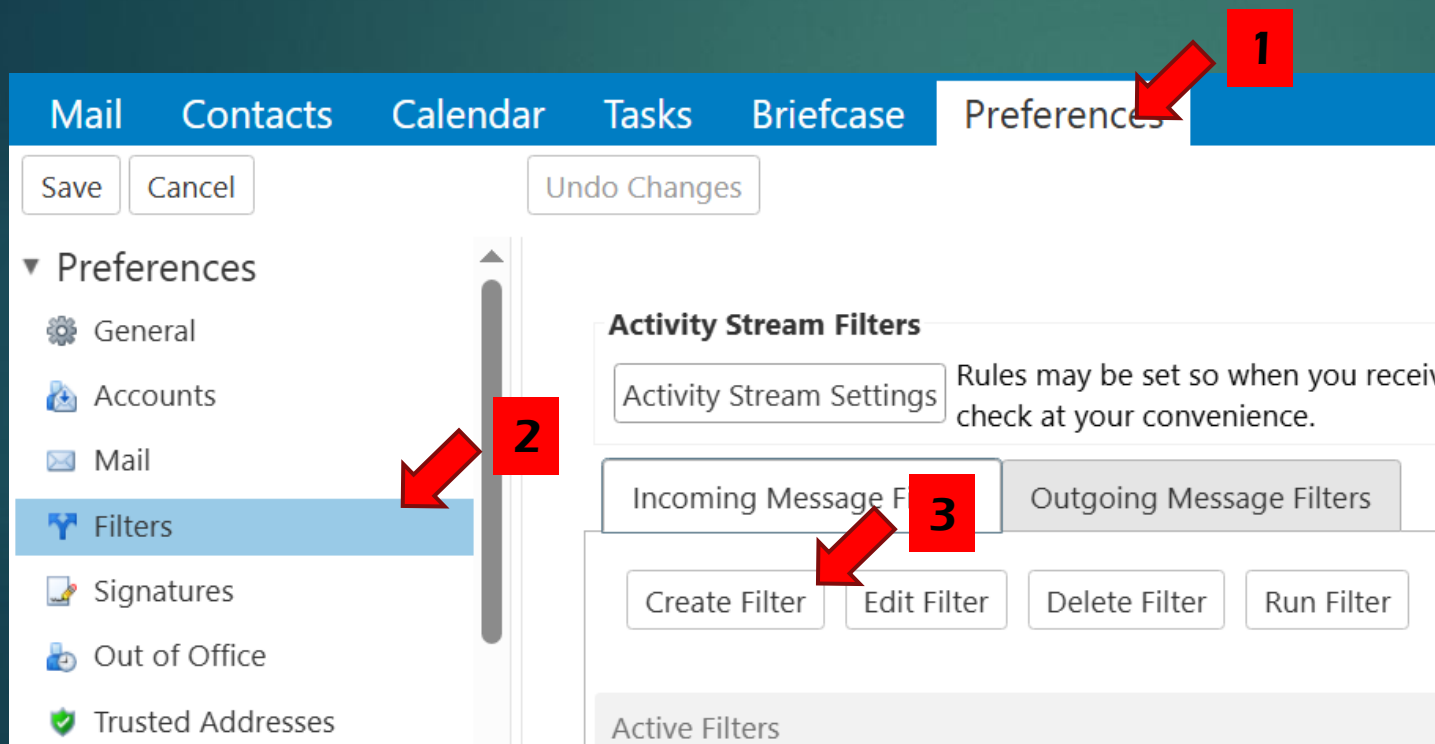 1
Mail Contacts Calendar Tasks Briefcase Preferences
Save Cancel Undo Changes
Preferences
General
Accounts
Mail
2
Filters
Signatures
Out of Office
Trusted Addresses
Activity Stream Filters
Activity Stream Settings
Rules may be set so when you receiv
check at your convenience.
Incoming Message F Outgoing Message Filters
3
Create Filter Edit Filter Delete Filter Run Filter
Active Filters